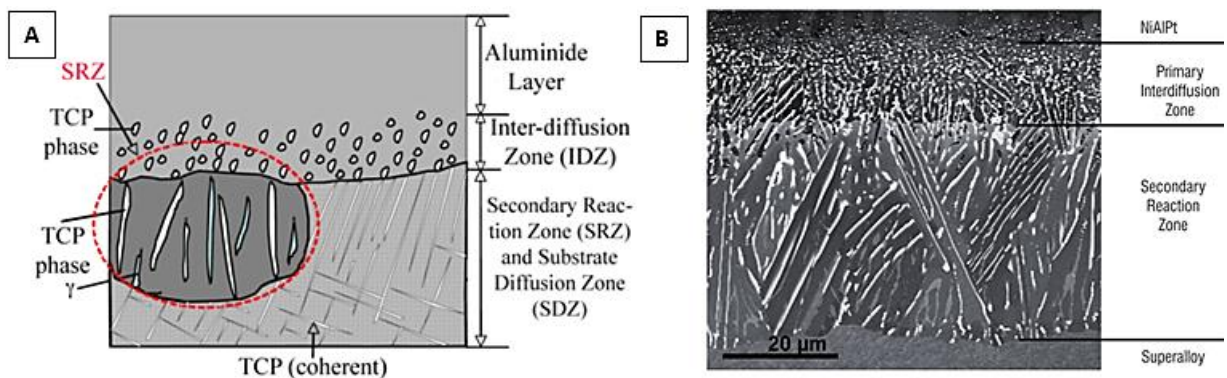 A
SRZ
TCP
phase
TCP
phase
γ
TCP (coherent)
Aluminide
Layer
Inter-diffusion
Zone (IDZ)
Secondary Reac-
tion Zone (SRZ)
and Substrate
Diffusion Zone
(SDZ)
B
20 µm
NiAlPt
Primary
Interdiffusion
Zone
Secondary
Reaction
Zone
Superalloy